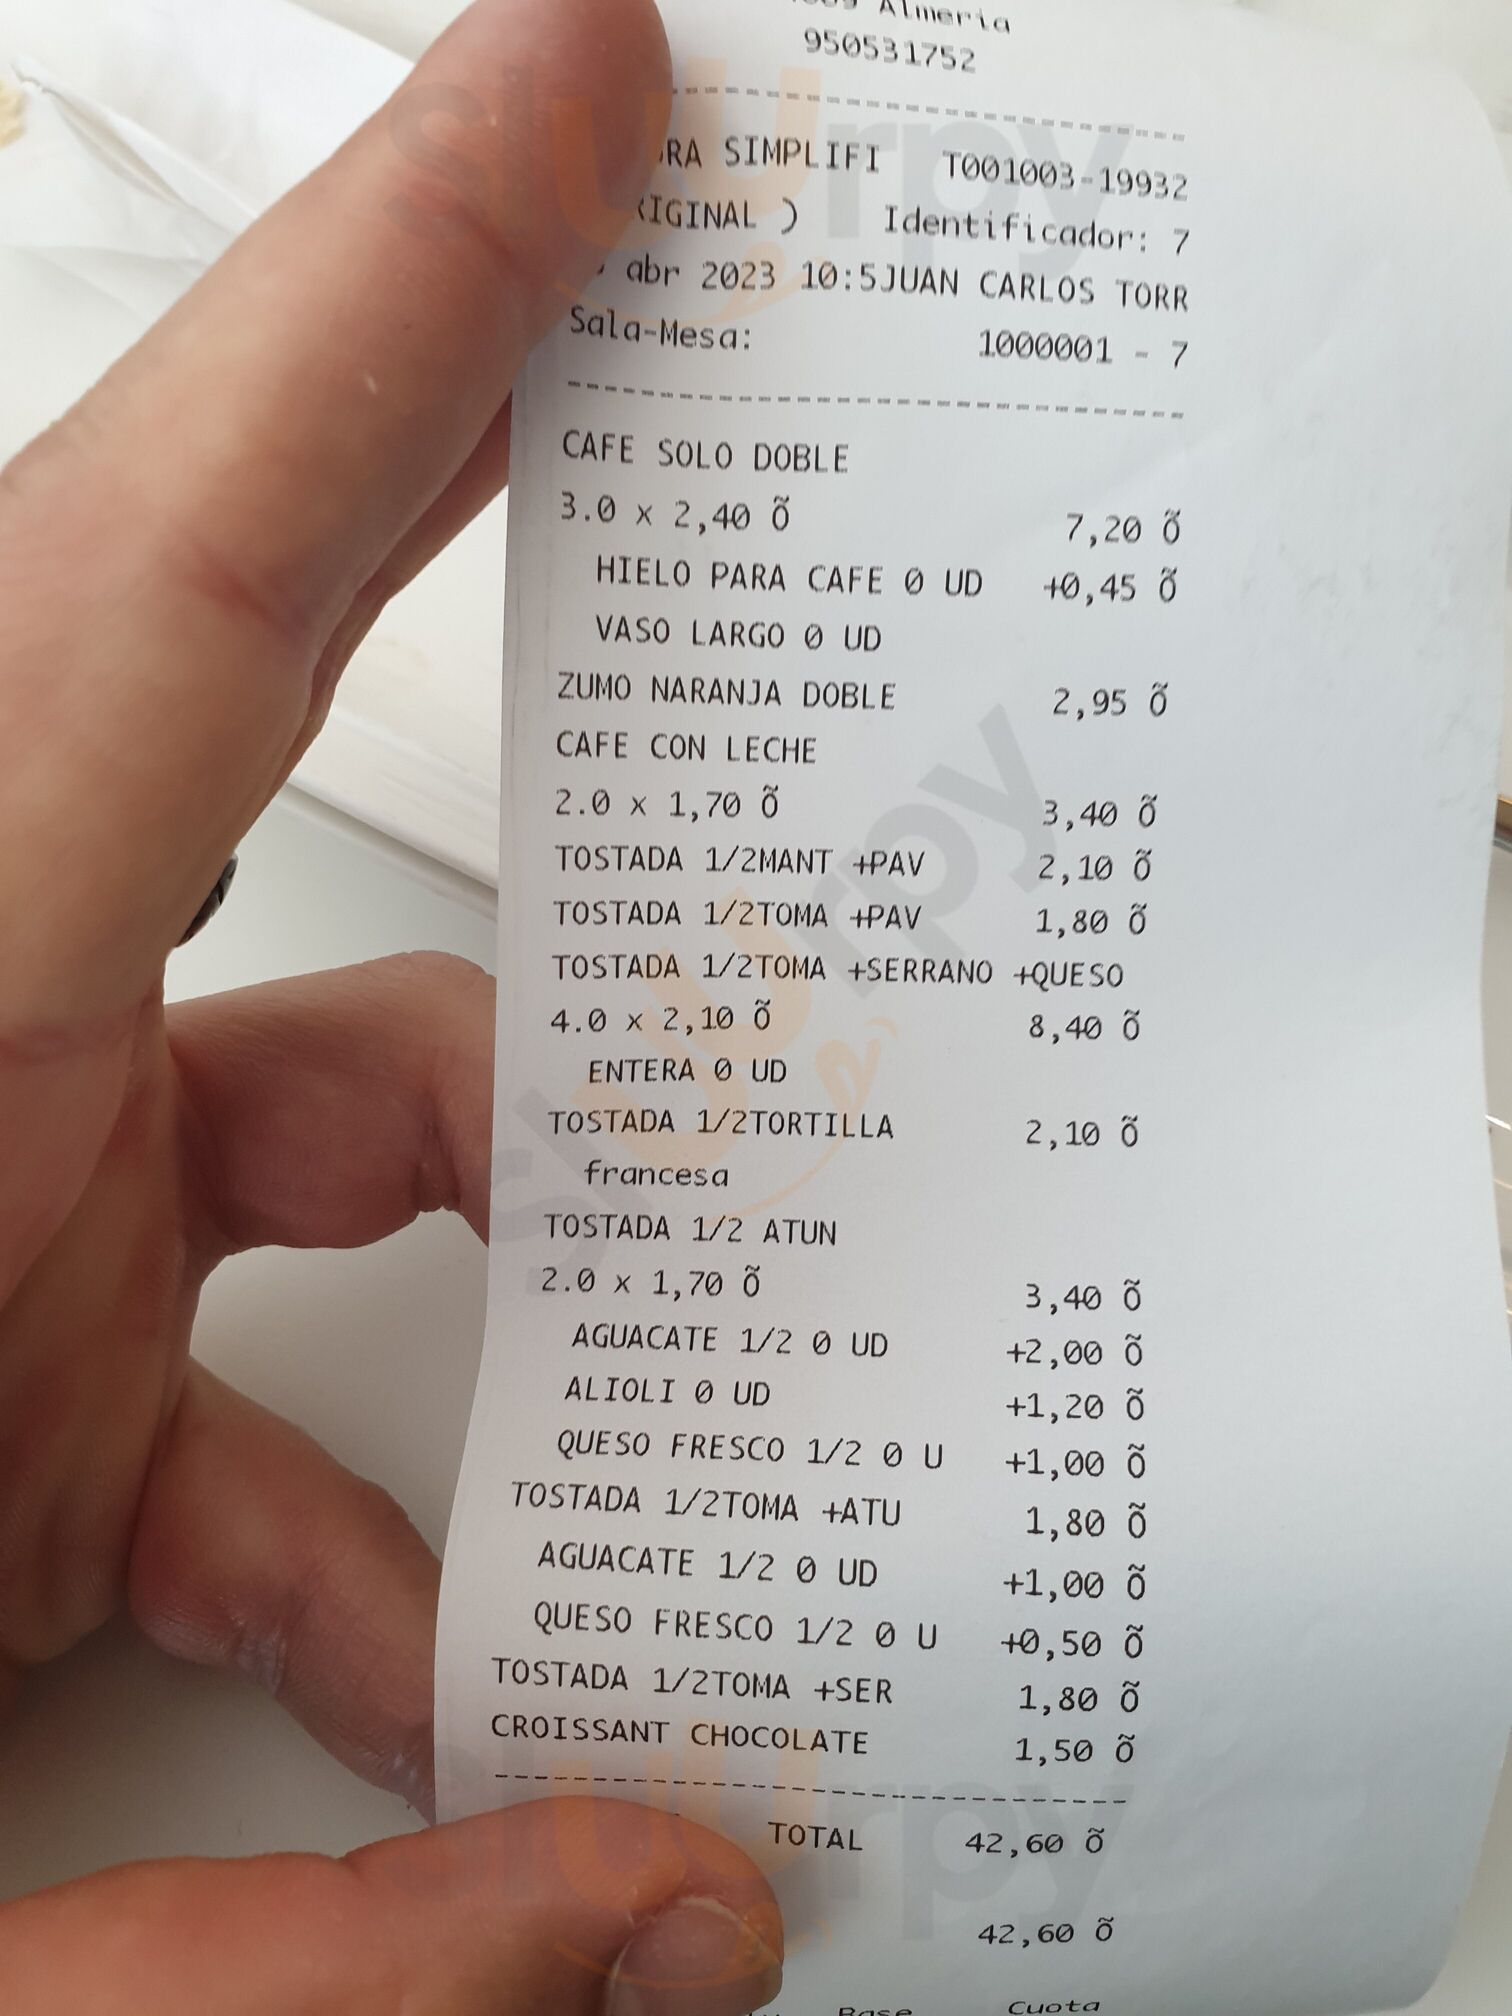 Almeria
950531752
SIMPLIFI T001003-19932
) Identificador: 7
abr 2023 10:5JUAN CARLOS TORR
Sala-Mesa: 1000001 - 7
CAFE SOLO DOBLE
3.0 x 2,40 Õ 7,20 Õ
HIELO PARA CAFE 0 UD +0,45 Õ
VASO LARGO 0 UD
ZUMO NARANJA DOBLE 2,95 Õ
CAFE CON LECHE
2.0 x 1,70 Õ 3,40 Õ
TOSTADA 1/2MANT +PAV 2,10 Õ
TOSTADA 1/2TOMA +PAV 1,80 Õ
TOSTADA 1/2TOMA +SERRANO +QUESO
4.0 x 2,10 Õ 8,40 Õ
ENTERA 0 UD
TOSTADA 1/2TORTILLA 2,10 Õ
francesa
TOSTADA 1/2 ATUN
2.0 x 1,70 Õ 3,40 Õ
AGUACATE 1/2 0 UD +2,00 Õ
ALIOLI 0 UD +1,20 Õ
QUESO FRESCO 1/2 0 U +1,00 Õ
TOSTADA 1/2TOMA +ATU 1,80 Õ
AGUACATE 1/2 0 UD +1,00 Õ
QUESO FRESCO 1/2 0 U +0,50 Õ
TOSTADA 1/2TOMA +SER 1,80 Õ
CROISSANT CHOCOLATE 1,50 Õ
TOTAL 42,60 Õ
42,60 Õ
Base Cuota